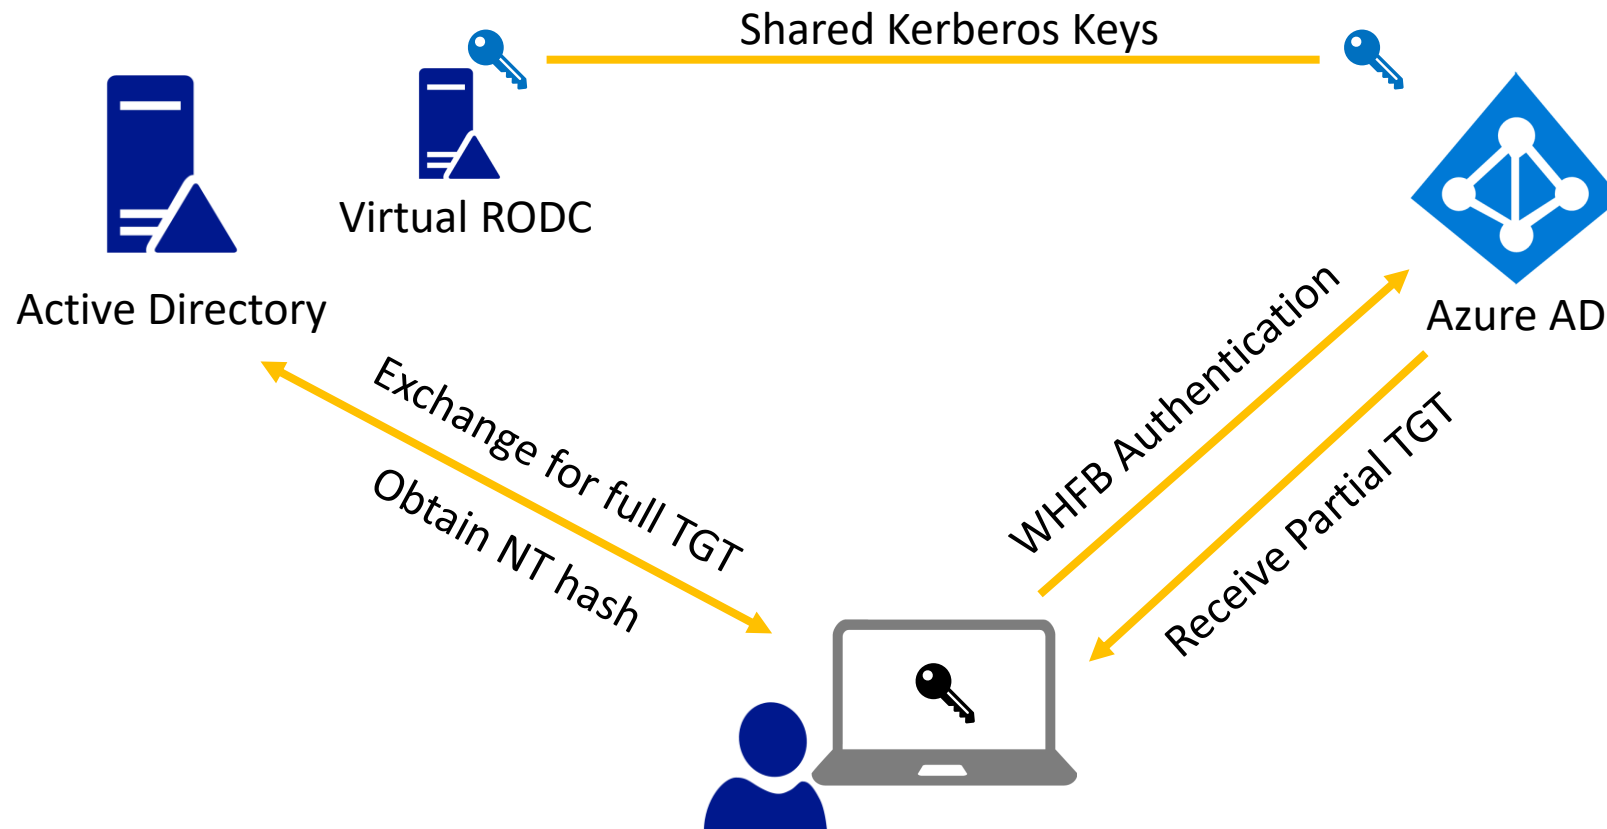 Shared Kerberos Keys
Virtual RODC
Active Directory
Azure AD
Exchange for full TGT
Obtain NT hash
WHFB Authentication
Receive Partial TGT